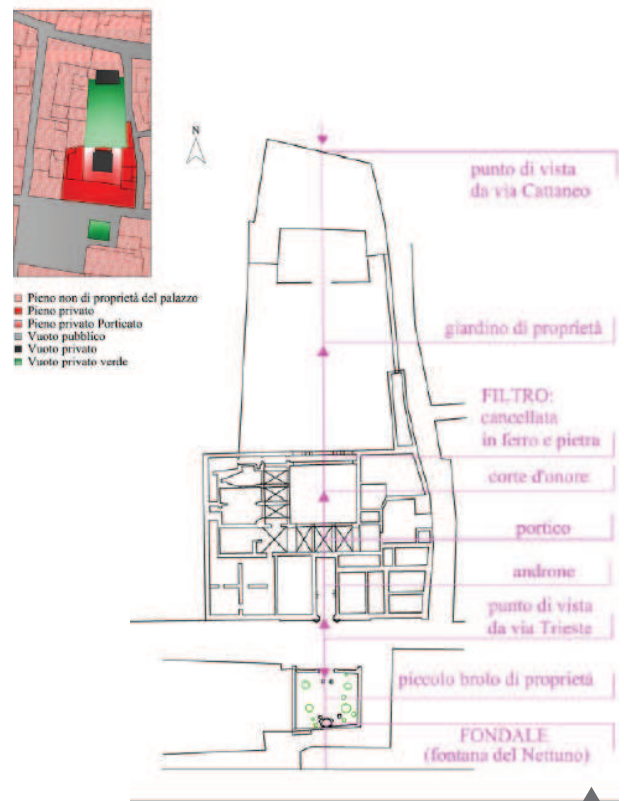 N
Pieno non di proprietà del palazzo
Pieno privato
Pieno privato Porticato
Vuoto pubblico
Vuoto privato
Vuoto privato verde
punto di vista
da via Cattaneo
giardino di proprietà
FILTRO:
cancellata
in ferro e pietra
corte d'onore
portico
androne
punto di vista
da via Trieste
piccolo brolo di proprietà
FONDALE
(fontana del Nettuno)